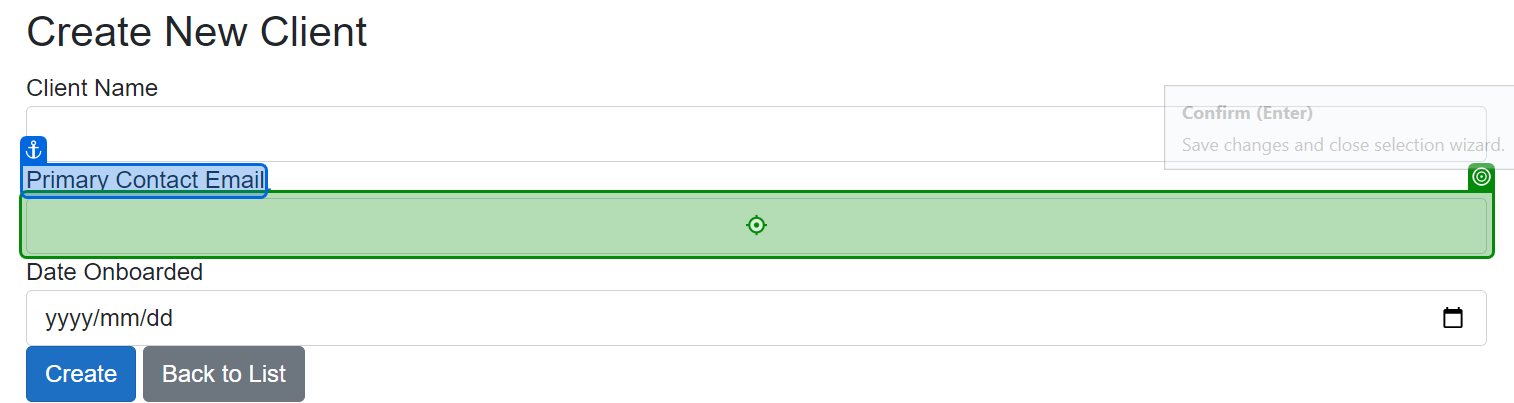 Create New Client
Client Name
Confirm (Enter)
Save changes and close selection wizard.
Primary Contact Email
Date Onboarded
yyyy/mm/dd
Create Back to List